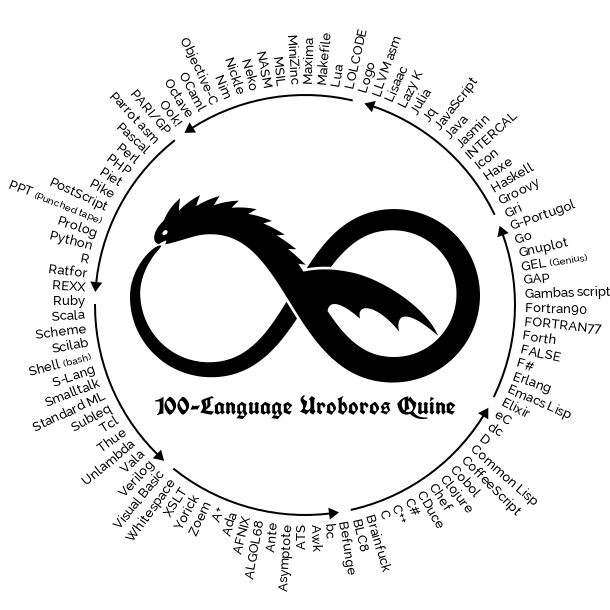 Ruby
Scala
Scheme
Scilab
Shell (bash)
S-Lang
Smalltalk
Standard ML
Subleq
Tcl
Thue
Unlambda
Vala
Verilog
Visual Basic
Whitespace
XSLT
Yorick
Zoem
A+
Ada
AFNIX
ALGOL68
Ante
Asymptote
ATS
Awk
bc
Befunge
BLC8
Brainfuck
C
C++
C#
CDuce
Chef
Clojure
Cobol
CoffeeScript
Common Lisp
D
dc
eC
Elixir
Emacs Lisp
Erlang
F#
FALSE
Forth
FORTRAN77
Fortran90
Gambas script
GAP
GEL (Genius)
Gnuplot
Go
G-Portugol
Gri
Groovy
Haskell
Haxe
Icon
INTERCAL
Jasmin
Java
JavaScript
Jq
Julia
Lazy K
Lisaac
LLVM asm
Logo
LOLCODE
Lua
Makefile
Maxima
MiniZinc
MSIL
NASM
Neko
Nickle
Nim
Objective-C
OCaml
Octave
Ook!
PARI/GP
Parrot asm
Pascal
Perl
PHP
Piet
Pike
PostScript
PPT (Punched tape)
Prolog
Python
R
Ratfor
REXX
100-Language Uroboros Quine